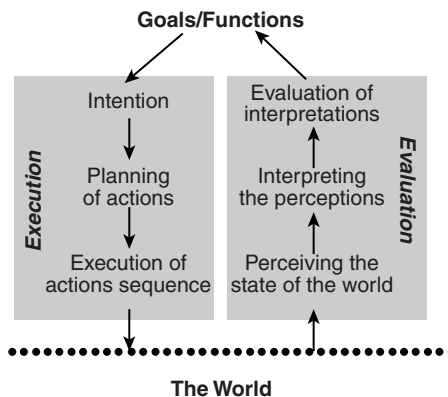 Goals/Functions
Execution
Intention
Planning
of actions
Execution of
actions sequence
Evaluation of
interpretations
Interpreting
the perceptions
Perceiving the
state of the world
Evaluation
The World